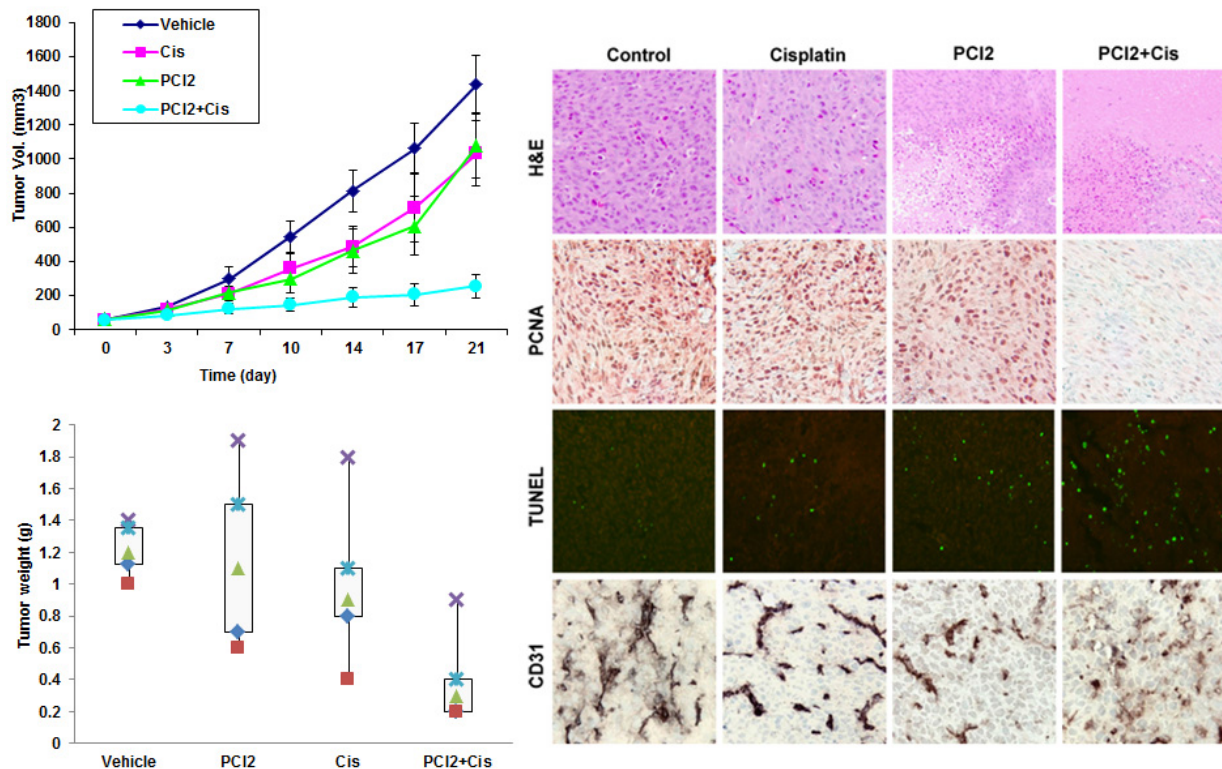 1800
1600
1400
1200
1000
800
600
400
200
0
Tumor Vol. (mm3)
Vehicle
Cis
PCI2
PCI2+Cis
0 3 7 10 14 17 21
Time (day)
2
1.8
1.6
1.4
1.2
1
0.8
0.6
0.4
0.2
0
Tumor weight (g)
Vehicle PCI2 Cis PCI2+Cis
Control Cisplatin PCI2 PCI2+Cis
H&E
PCNA
TUNEL
CD31